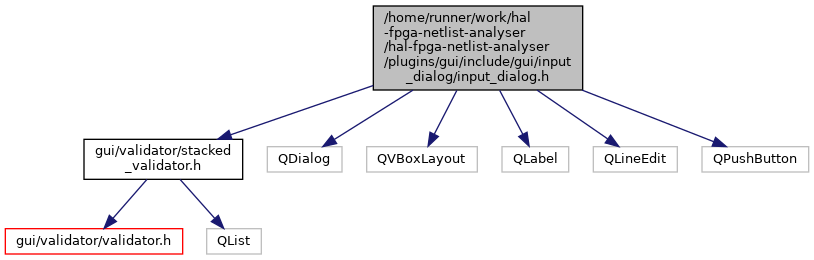 /home/runner/work/hal
-fpga-netlist-analyser
/hal-fpga-netlist-analyser
/plugins/gui/include/gui/input
_dialog/input_dialog.h
gui/validator/stacked
_validator.h
QDialog
QVBoxLayout
QLabel
QLineEdit
QPushButton
gui/validator/validator.h
QList